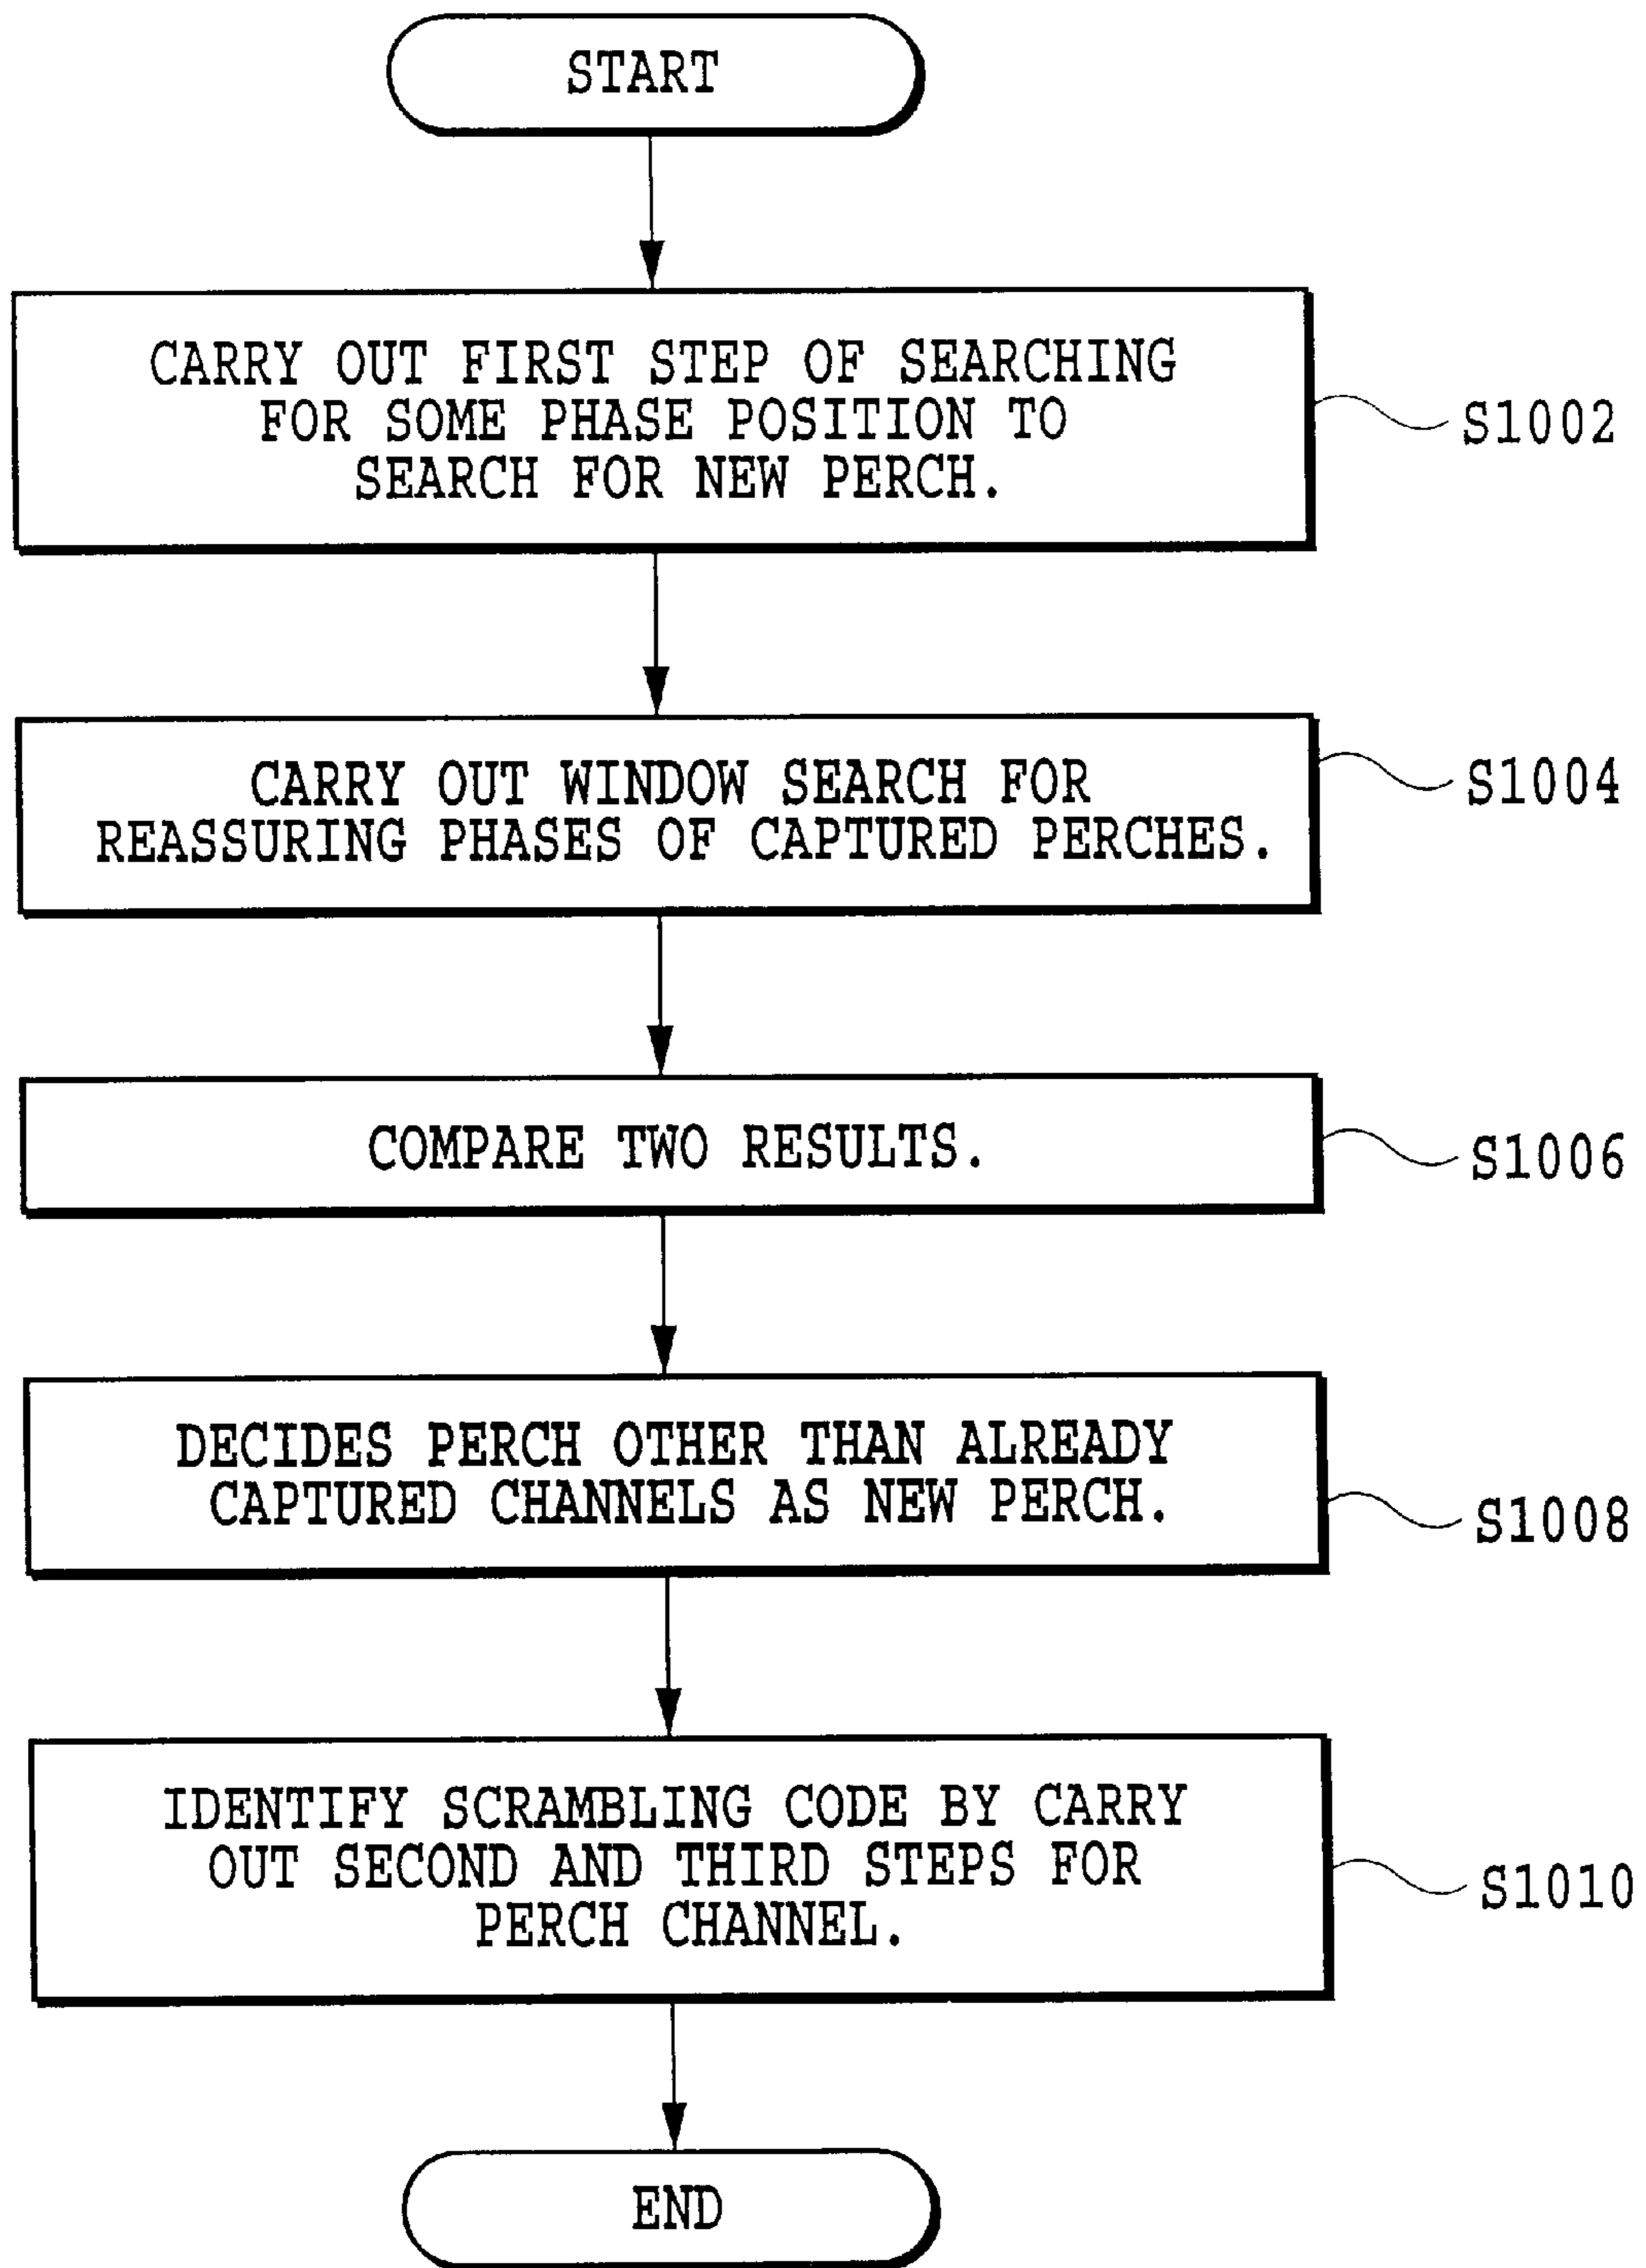 START
CARRY OUT FIRST STEP OF SEARCHING
FOR SOME PHASE POSITION TO
SEARCH FOR NEW PERCH.
S1002
CARRY OUT WINDOW SEARCH FOR
REASSURING PHASES OF CAPTURED PERCHES.
S1004
COMPARE TWO RESULTS.
S1006
DECIDES PERCH OTHER THAN ALREADY
CAPTURED CHANNELS AS NEW PERCH.
S1008
IDENTIFY SCRAMBLING CODE BY CARRY
OUT SECOND AND THIRD STEPS FOR
PERCH CHANNEL.
S1010
END